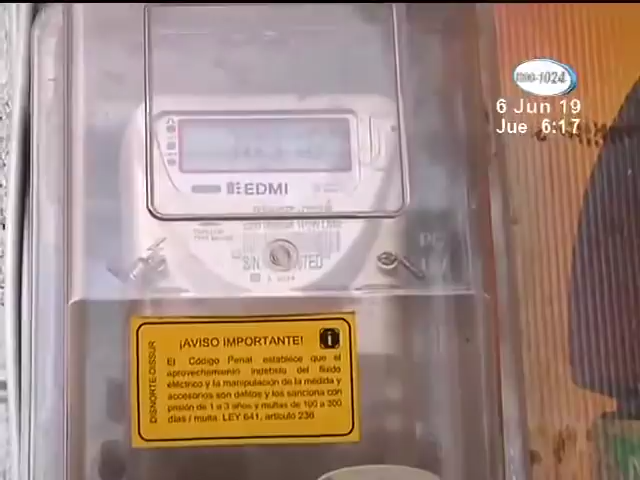 1800-1024
6 Jun 19
Jue 6:17
EDMI
¡AVISO IMPORTANTE!
i
DISNORTE-DISSUR
El Código Penal establece que el
aprovechamiento indebido del fluido
eléctrico y la manipulación de la medida y
accesorios son delitos y los sanciona con
prisión de 1 a 3 años y multas de 100 a 300
días / multa. LEY 641, artículo 236